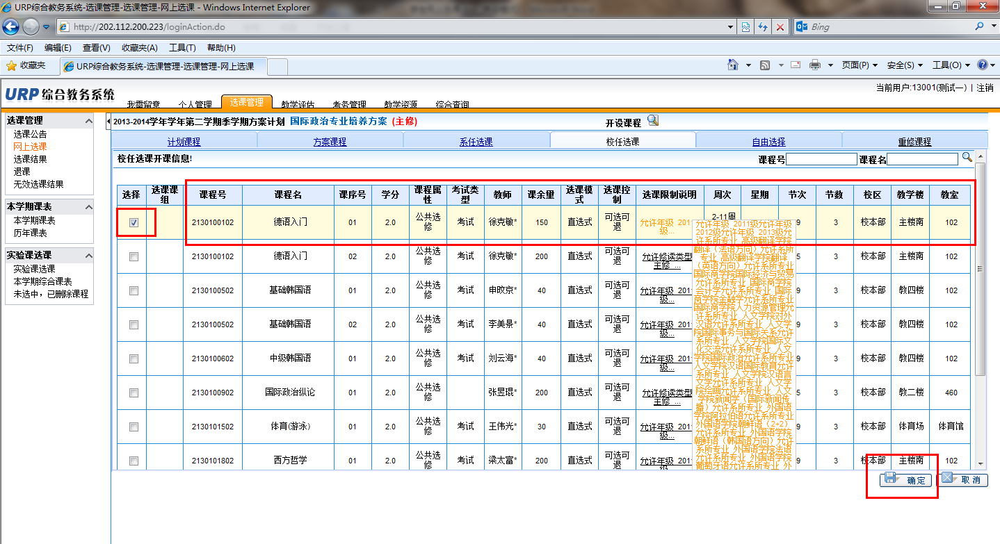 URP综合教务系统-选课管理-选课管理-网上选课 - Windows Internet Explorer
http://202.112.200.223/loginAction.do
Bing
文件(F) 编辑(E) 查看(V) 收藏夹(A) 工具(T) 帮助(H)
收藏夹 URP综合教务系统-选课管理-选课管理-网上选课
页面(P) 安全(S) 工具(O)
URP综合教务系统
当前用户:13001(测试一) | 注销
我需留意 个人管理 选课管理 教学评估 考务管理 教学资源 综合查询
选课管理
选课公告
网上选课
选课结果
退课
无效选课结果
本学期课表
本学期课表
历年课表
实验课选课
实验课选课
本学期综合课表
未选中，已删除课程
2013-2014学年学年第二学期季学期方案计划 国际政治专业培养方案 (主修) 开设课程
计划课程 方案课程 系任选课 校任选课 自由选择 重修课程
校任选课开课信息! 课程号 课程名
选择 选课课组 课程号 课程名 课序号 学分 课程属性 考试类型 教师 课余量 选课模式 选课控制 选课限制说明 周次 星期 节次 节数 校区 教学楼 教室
2130100102 德语入门 01 2.0 公共选修 考试 徐克敏* 150 直选式 可选可退 允许年级 201 级... 2-11周 9 3 校本部 主楼南 102
2130100102 德语入门 02 2.0 公共选修 考试 徐克敏* 200 直选式 可选可退 允许修读类型 主修 ... 5 3 校本部 主楼南 102
2130100502 基础韩国语 01 2.0 公共选修 考试 申旼京* 40 直选式 可选可退 允许年级 201 级... 9 3 校本部 教四楼 102
2130100502 基础韩国语 02 2.0 公共选修 考试 李美景* 40 直选式 可选可退 允许年级 201 级... 9 3 校本部 教四楼 102
2130100602 中级韩国语 01 2.0 公共选修 考试 刘云海* 40 直选式 可选可退 允许年级 201 级... 9 3 校本部 教四楼 102
2130100902 国际政治纵论 01 2.0 公共选修 张昱琨* 200 直选式 可选可退 允许修读类型 主修 ... 5 3 校本部 教二楼 460
2130101502 体育(游泳) 01 2.0 公共选修 考试 王伟光* 30 直选式 可选可退 允许年级 201 级... 9 3 校本部 体育场 体育馆
2130101802 西方哲学 01 2.0 公共选修 考试 梁太富* 200 直选式 可选可退 允许年级 201 9 3 校本部 主楼南 102
允许年级 2011级允许年级
2012级允许年级 2013级允
许系所专业 高级翻译学院
翻译（法语方向）允许系所
专业 高级翻译学院翻译
（英语方向）允许系所专业
国际商学院国际经济与贸易
允许系所专业 国际商学院
会计学允许系所专业 国际
商学院金融学允许系所专业
国际商学院人力资源管理允
许系所专业 人文学院对外
汉语允许系所专业 人文学
院国际事务与国际关系允许
系所专业 人文学院国际文
化交流允许系所专业 人文
学院国际政治允许系所专业
人文学院汉语国际教育允许
系所专业 人文学院汉语言
文学允许系所专业 人文学
院绘画允许系所专业 人文
学院新闻学（国际新闻传
播）允许系所专业 外国语
学院阿拉伯语允许系所专业
外国语学院朝鲜语（2+2）
允许系所专业 外国语学院
朝鲜语（韩国语方向）允许
系所专业 外国语学院法语
允许系所专业 外国语学院
葡萄牙语允许系所专业 外
确定 取消